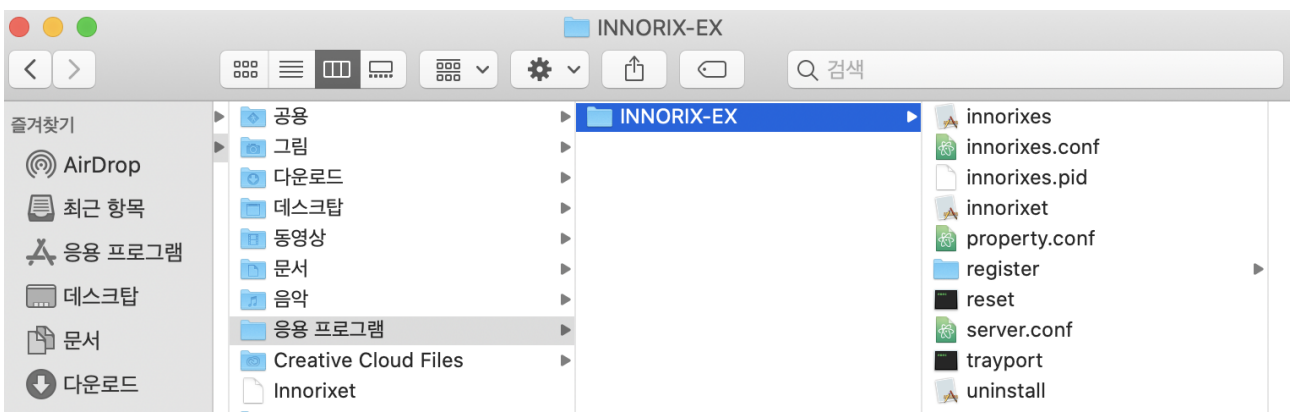 INNORIX-EX
검색
즐겨찾기
AirDrop
최근 항목
응용 프로그램
데스크탑
문서
다운로드
공용
그림
다운로드
데스크탑
동영상
문서
음악
응용 프로그램
Creative Cloud Files
Innorixet
INNORIX-EX
innorixes
innorixes.conf
innorixes.pid
innorixet
property.conf
register
reset
server.conf
trayport
uninstall